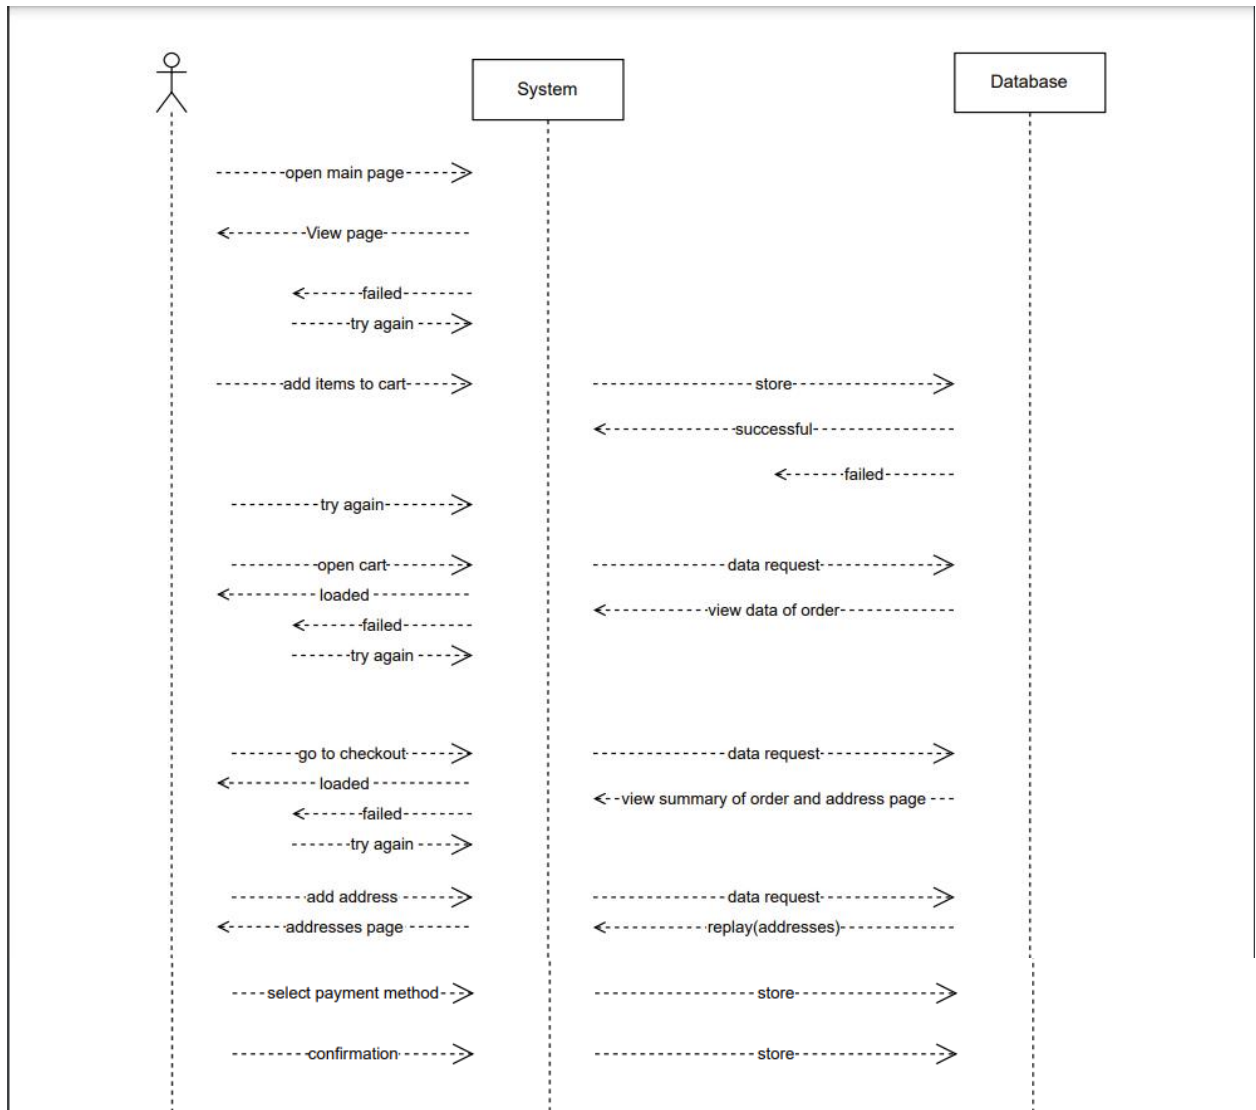 System
Database
open main page
View page
failed
try again
add items to cart
store
successful
failed
try again
open cart
data request
loaded
view data of order
failed
try again
go to checkout
data request
loaded
view summary of order and address page
failed
try again
add address
data request
addresses page
replay(addresses)
select payment method
store
confirmation
store